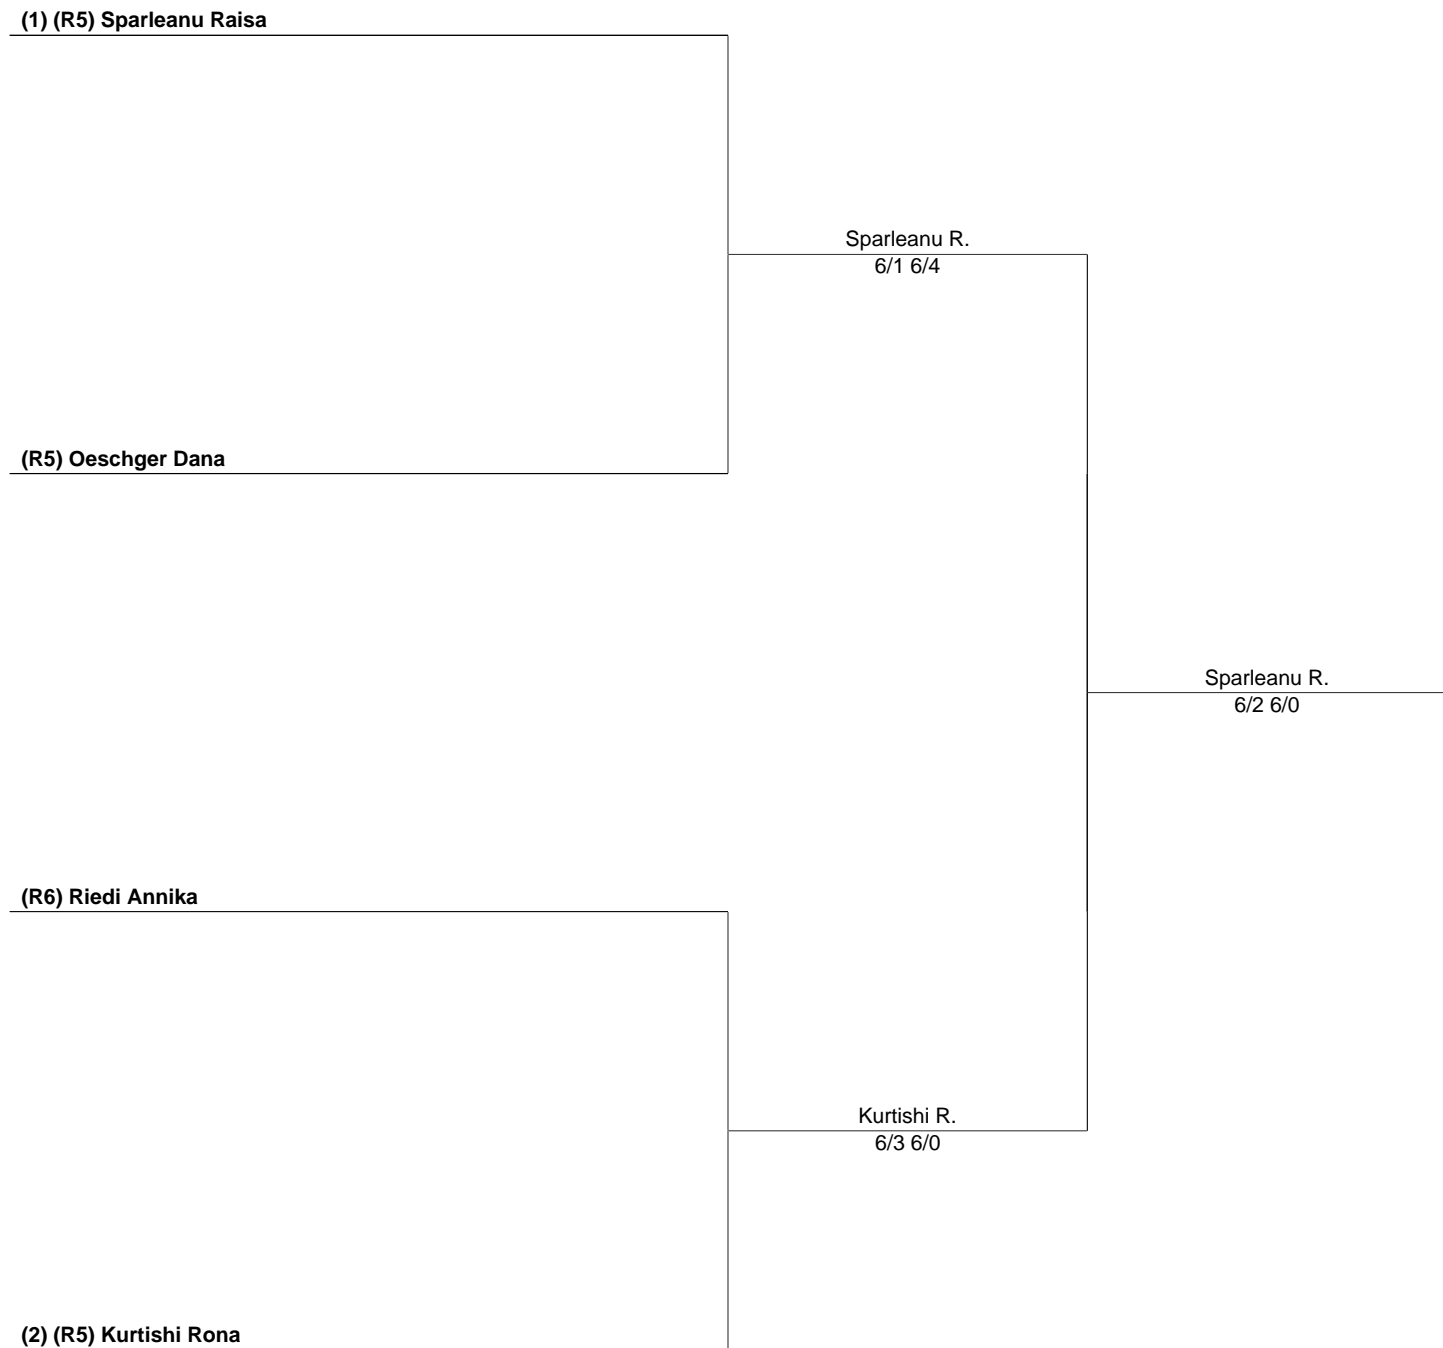 (1) (R5) Sparleanu Raisa
Sparleanu R.
6/1 6/4
(R5) Oeschger Dana
Sparleanu R.
6/2 6/0
(R6) Riedi Annika
Kurtishi R.
6/3 6/0
(2) (R5) Kurtishi Rona